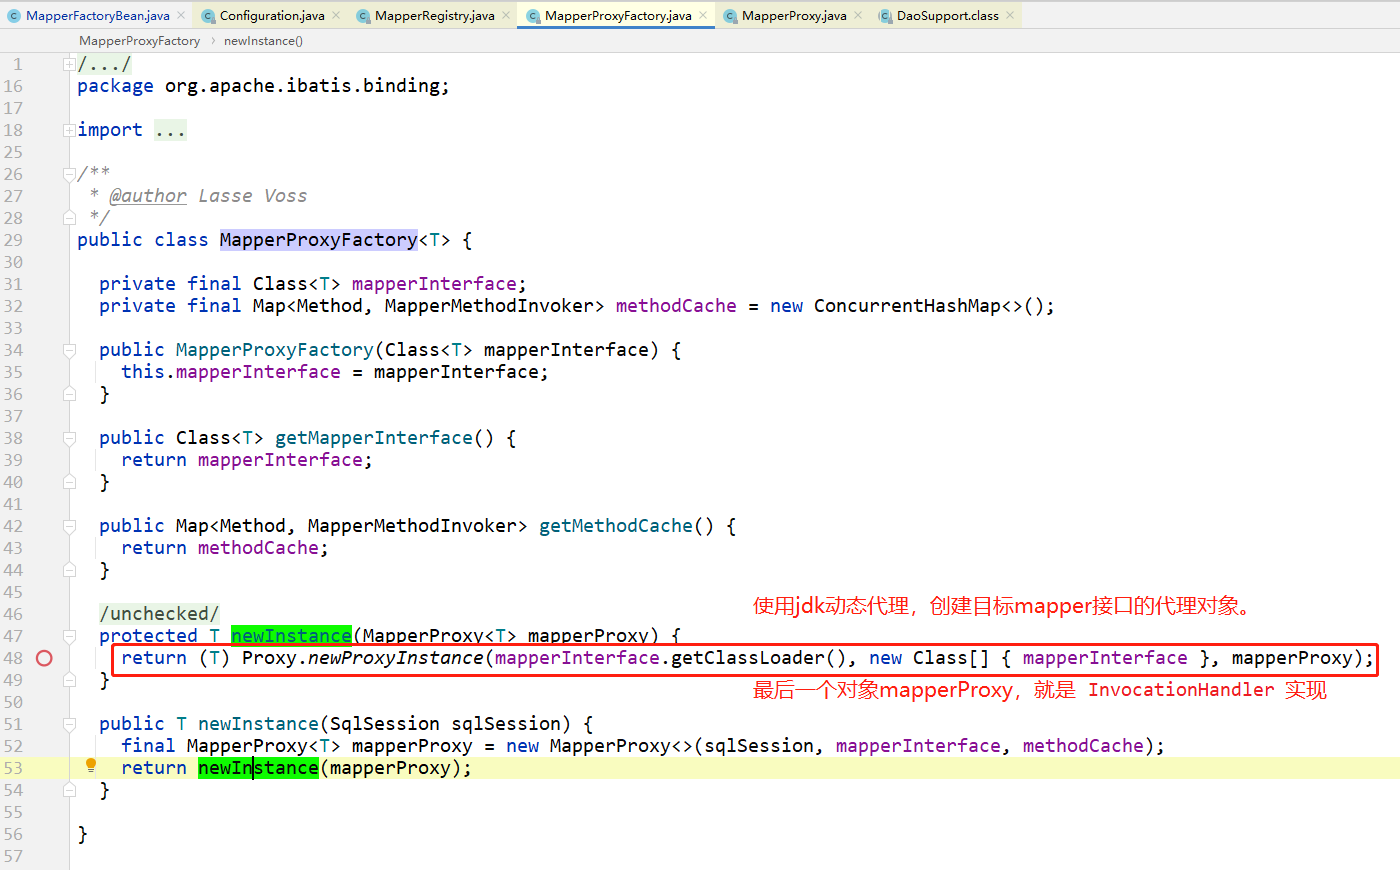 MapperFactoryBean.java × Configuration.java × MapperRegistry.java × MapperProxyFactory.java × MapperProxy.java × DaoSupport.class ×
MapperProxyFactory › newInstance()
1 /.../
16 package org.apache.ibatis.binding;
17
18 import ...
25
26 /**
27 * @author Lasse Voss
28 */
29 public class MapperProxyFactory<T> {
30
31 private final Class<T> mapperInterface;
32 private final Map<Method, MapperMethodInvoker> methodCache = new ConcurrentHashMap<>();
33
34 public MapperProxyFactory(Class<T> mapperInterface) {
35 this.mapperInterface = mapperInterface;
36 }
37
38 public Class<T> getMapperInterface() {
39 return mapperInterface;
40 }
41
42 public Map<Method, MapperMethodInvoker> getMethodCache() {
43 return methodCache;
44 }
45
使用jdk动态代理，创建目标mapper接口的代理对象。
46 /unchecked/
47 protected T newInstance(MapperProxy<T> mapperProxy) {
48 return (T) Proxy.newProxyInstance(mapperInterface.getClassLoader(), new Class[] { mapperInterface }, mapperProxy);
49 }
最后一个对象mapperProxy，就是 InvocationHandler 实现
50
51 public T newInstance(SqlSession sqlSession) {
52 final MapperProxy<T> mapperProxy = new MapperProxy<>(sqlSession, mapperInterface, methodCache);
53 return newInstance(mapperProxy);
54 }
55
56 }
57